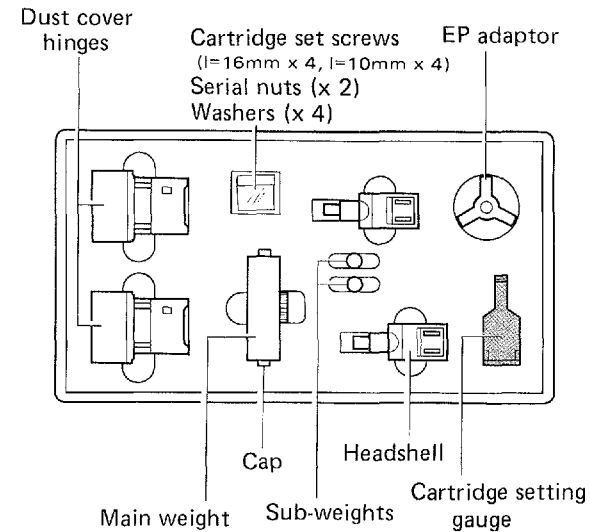 Dust cover
hinges
Cartridge set screws
(l=16mm x 4, l=10mm x 4)
Serial nuts (x 2)
Washers (x 4)
EP adaptor
Cap
Headshell
Main weight
Sub-weights
Cartridge setting
gauge